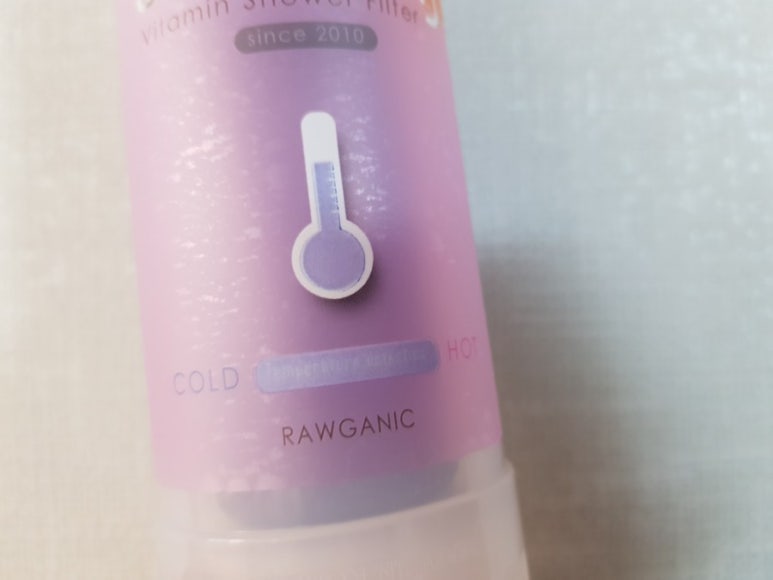 Vitamin Shower Filter
since 2010
COLD
HOT
RAWGANIC